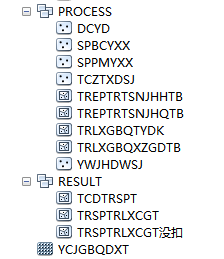 PROCESS
DCYD
SPBCYXX
SPPMYXX
TCZTXDSJ
TREPTRTSNJHHTB
TREPTRTSNJHQTB
TRLXGBQTYDK
TRLXGBQXZGDTB
YWJHDWSJ
RESULT
TCDTRSPT
TRSPTRLXCGT
TRSPTRLXCGT没扣
YCJGBQDXT